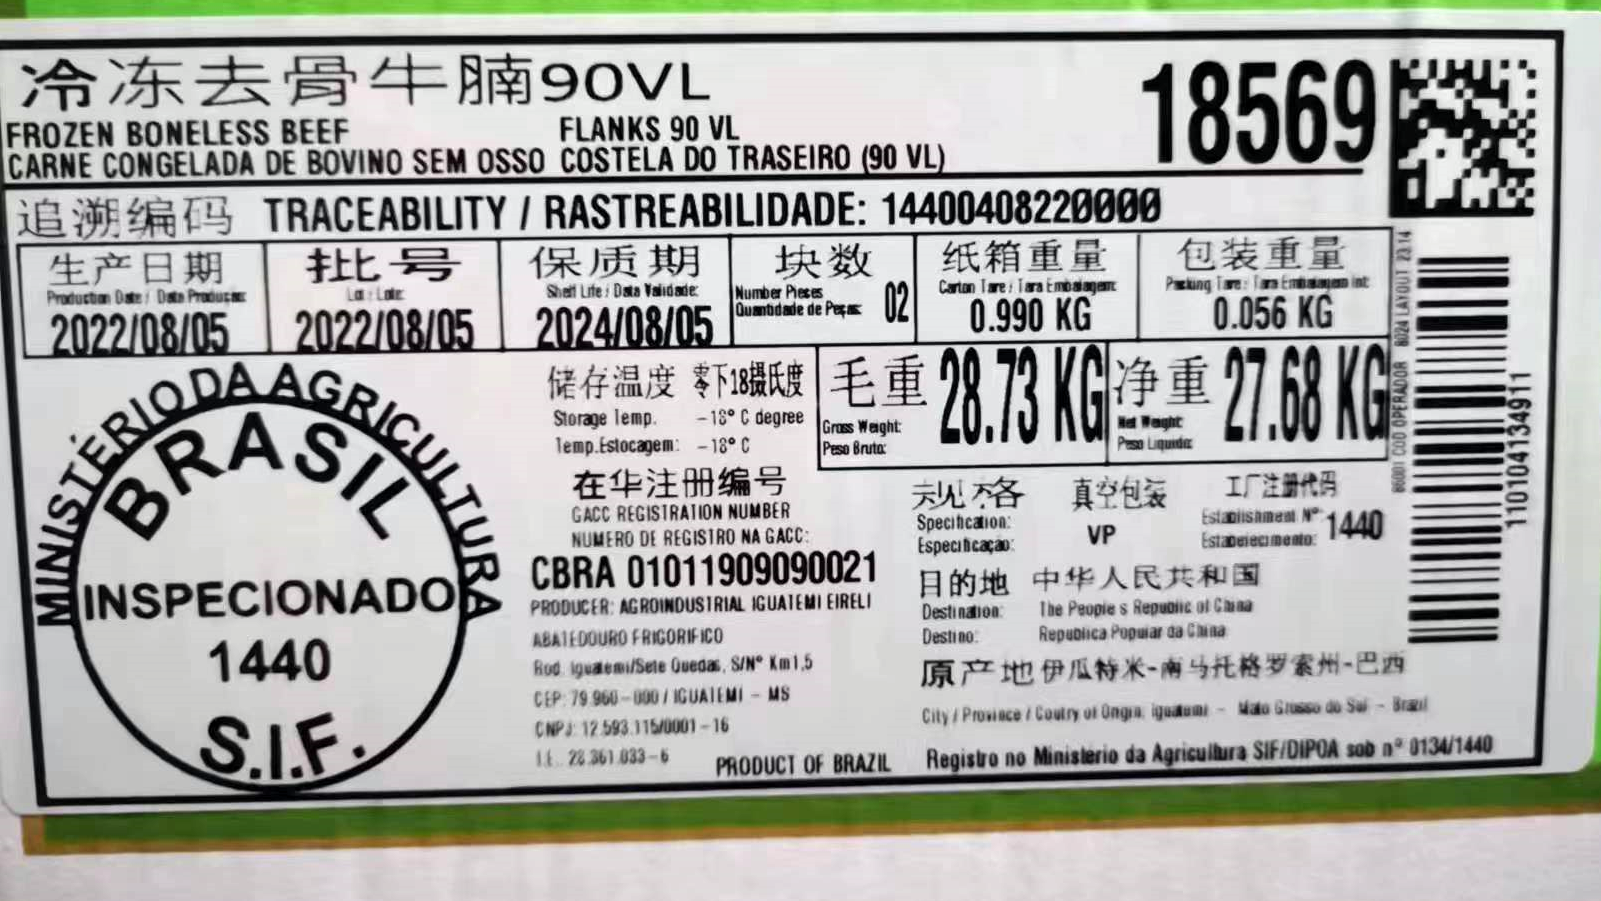 冷冻去骨牛腩90VL
18569
FROZEN BONELESS BEEF FLANKS 90 VL
CARNE CONGELADA DE BOVINO SEM OSSO COSTELA DO TRASEIRO (90 VL)
追溯编码 TRACEABILITY / RASTREABILIDADE: 14400408220000
生产日期
Production Date / Data Producão:
2022/08/05
批号
Lot / Lote:
2022/08/05
保质期
Shelf Life / Data Validade:
2024/08/05
块数
Number Pieces
Quantidade de Peças: 02
纸箱重量
Carton Tare / Tara Embalagem:
0.990 KG
包装重量
Packing Tare / Tara Embalagem Int:
0.056 KG
毛重
Gross Weight:
Peso Bruto:
28.73 KG
净重
Net Weight:
Peso Liquido:
27.68 KG
MINISTÉRIO DA AGRICULTURA
BRASIL
INSPECIONADO
1440
S.I.F.
储存温度 零下18摄氏度
Storage Temp. -18° C degree
Temp.Estocagem: -18° C
在华注册编号
GACC REGISTRATION NUMBER
NUMERO DE REGISTRO NA GACC:
CBRA 01011909090021
PRODUCER: AGROINDUSTRIAL IGUATEMI EIRELI
ABATEDOURO FRIGORIFICO
Rod. Iguatemi/Sete Quedas, S/Nº Km1,5
CEP: 79.960-000 / IGUATEMI - MS
CNPJ: 12.593.115/0001-16
I.E.. 28.361.033-6
PRODUCT OF BRAZIL
规格 真空包装
Specification:
Especificação:
VP
工厂注册代码
Establishment Nº:
Estabelecimento:
1440
目的地 中华人民共和国
Destination: The People s Republic of China
Destino: Republica Popular da China
原产地 伊瓜特米-南马托格罗索州-巴西
City / Province / Coutry of Origin: Iguatumi - Mato Grosso do Sul - Brazil
Registro no Ministério da Agricultura SIF/DIPOA sob nº 0134/1440
86001 COD OPERADOR 8024 LAYOUT 23:14
110104134911